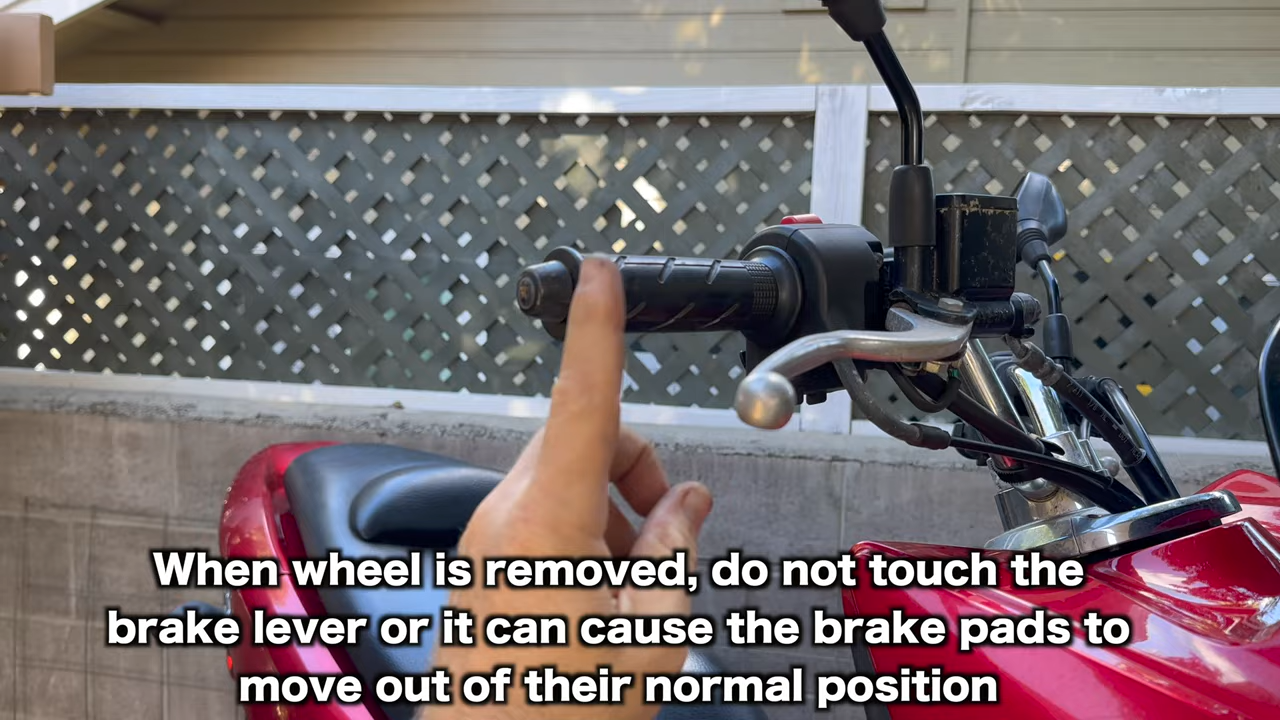 When wheel is removed, do not touch the
brake lever or it can cause the brake pads to
move out of their normal position